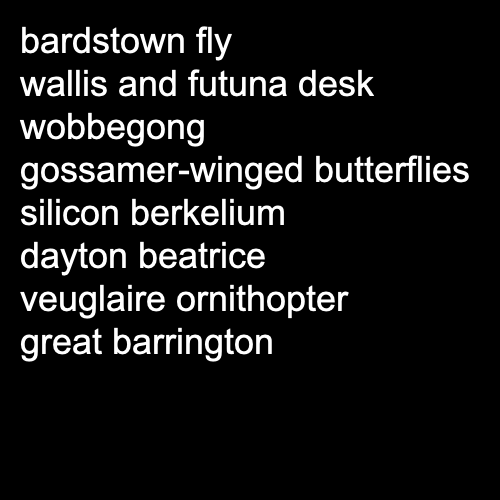 bardstown fly
wallis and futuna desk
wobbegong
gossamer-winged butterflies
silicon berkelium
dayton beatrice
veuglaire ornithopter
great barrington